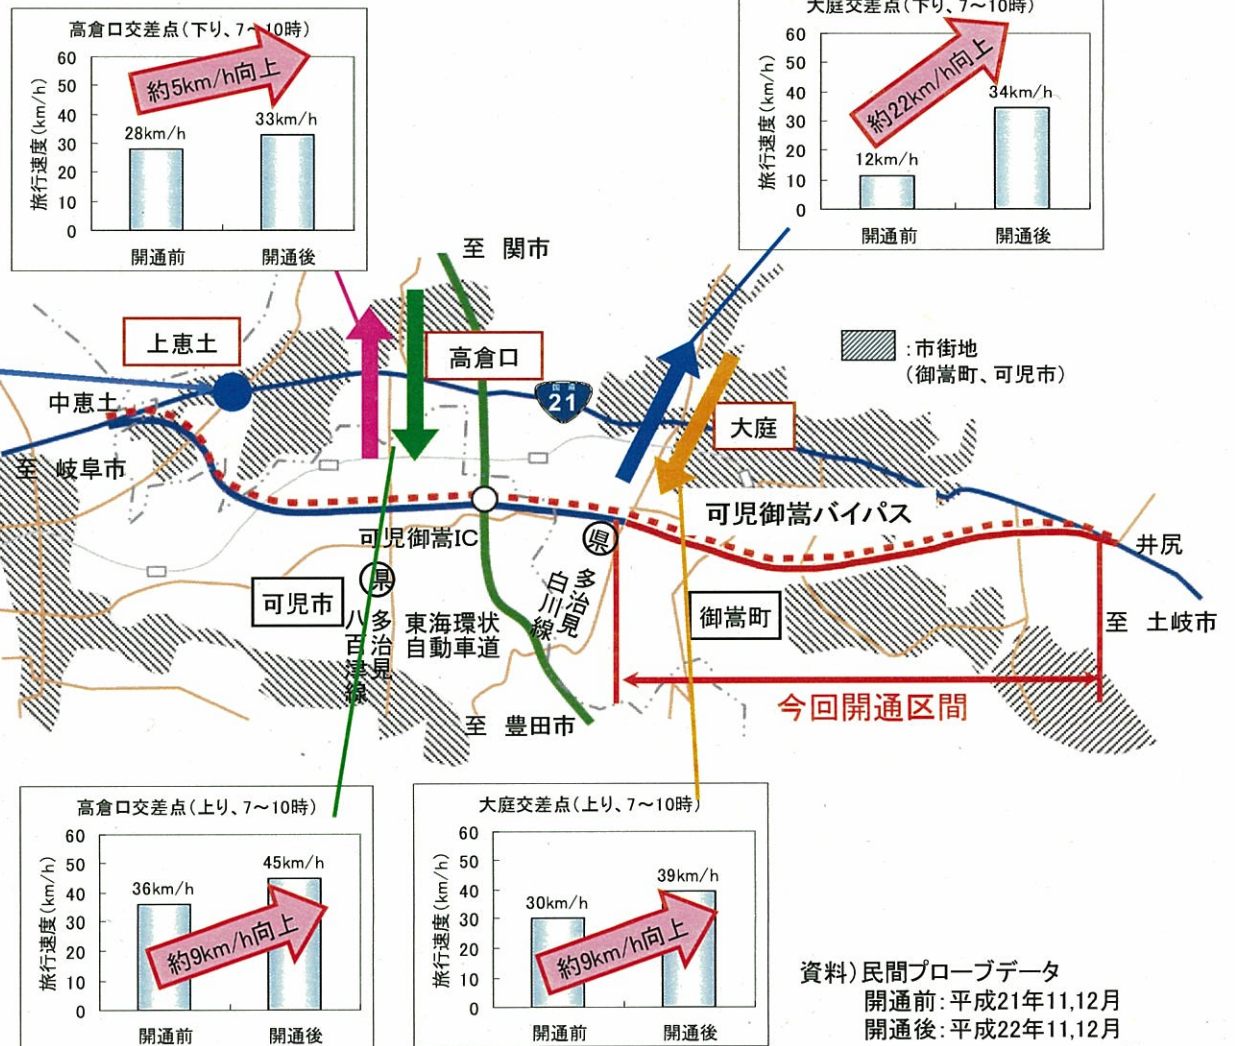 高倉口交差点(下り、7～10時)
約5km/h向上
旅行速度(km/h)
60
50
40
30
20
10
0
28km/h
33km/h
開通前
開通後
大庭交差点(下り、7～10時)
約22km/h向上
旅行速度(km/h)
60
50
40
30
20
10
0
12km/h
34km/h
開通前
開通後
至 関市
上恵土
高倉口
国道
21
:市街地
(御嵩町、可児市)
中恵土
大庭
至 岐阜市
可児御嵩バイパス
可児御嵩IC
県
井尻
県
可児市
多治見
八百津線
東海環状
自動車道
多治見
白川線
御嵩町
至 土岐市
今回開通区間
至 豊田市
高倉口交差点(上り、7～10時)
旅行速度(km/h)
60
50
40
30
20
10
0
36km/h
45km/h
約9km/h向上
開通前
開通後
大庭交差点(上り、7～10時)
旅行速度(km/h)
60
50
40
30
20
10
0
30km/h
39km/h
約9km/h向上
開通前
開通後
資料)民間プローブデータ
開通前:平成21年11,12月
開通後:平成22年11,12月